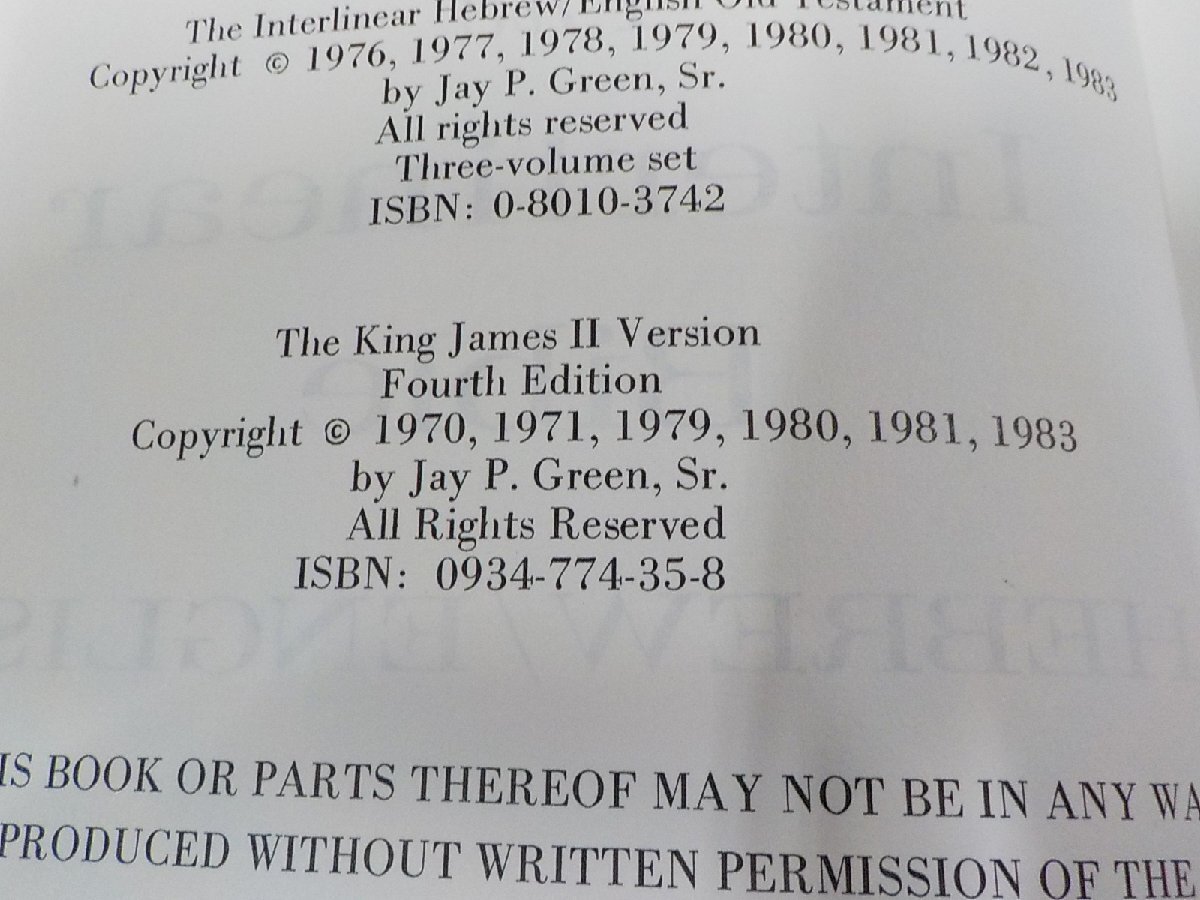 The Interlinear Hebrew/English Old Testament
Copyright © 1976, 1977, 1978, 1979, 1980, 1981, 1982, 1983
by Jay P. Green, Sr.
All rights reserved
Three-volume set
ISBN: 0-8010-3742
The King James II Version
Fourth Edition
Copyright © 1970, 1971, 1979, 1980, 1981, 1983
by Jay P. Green, Sr.
All Rights Reserved
ISBN: 0934-774-35-8
IS BOOK OR PARTS THEREOF MAY NOT BE IN ANY WA
PRODUCED WITHOUT WRITTEN PERMISSION OF THE